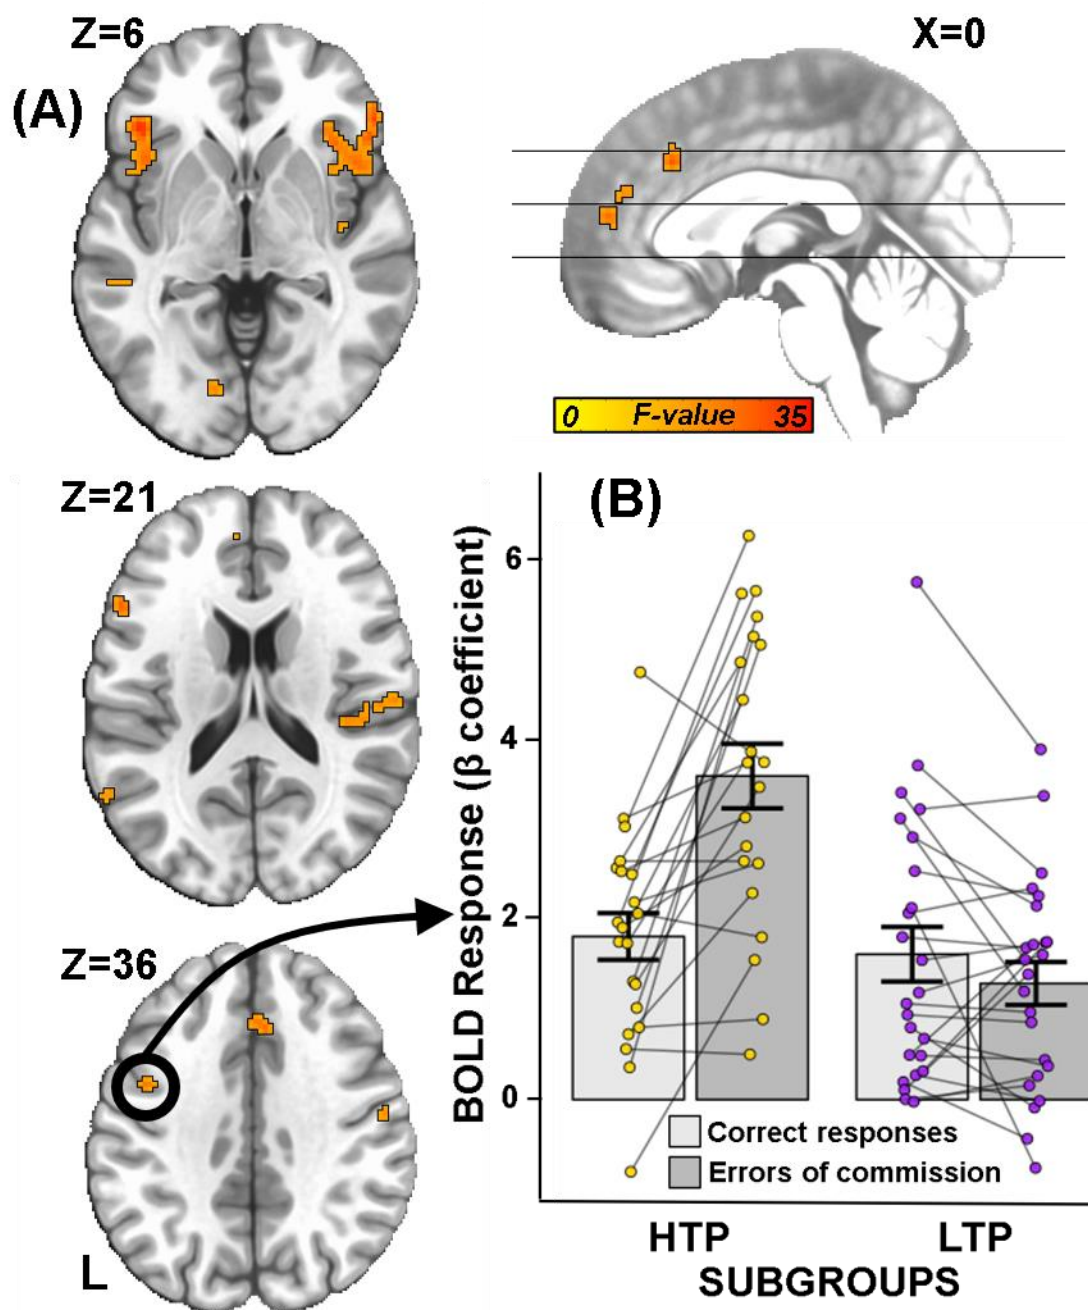 Z=6
X=0
(A)
0 F-value 35
Z=21
(B)
BOLD Response (β coefficient)
6
4
2
0
Z=36
L
Correct responses
Errors of commission
HTP
LTP
SUBGROUPS